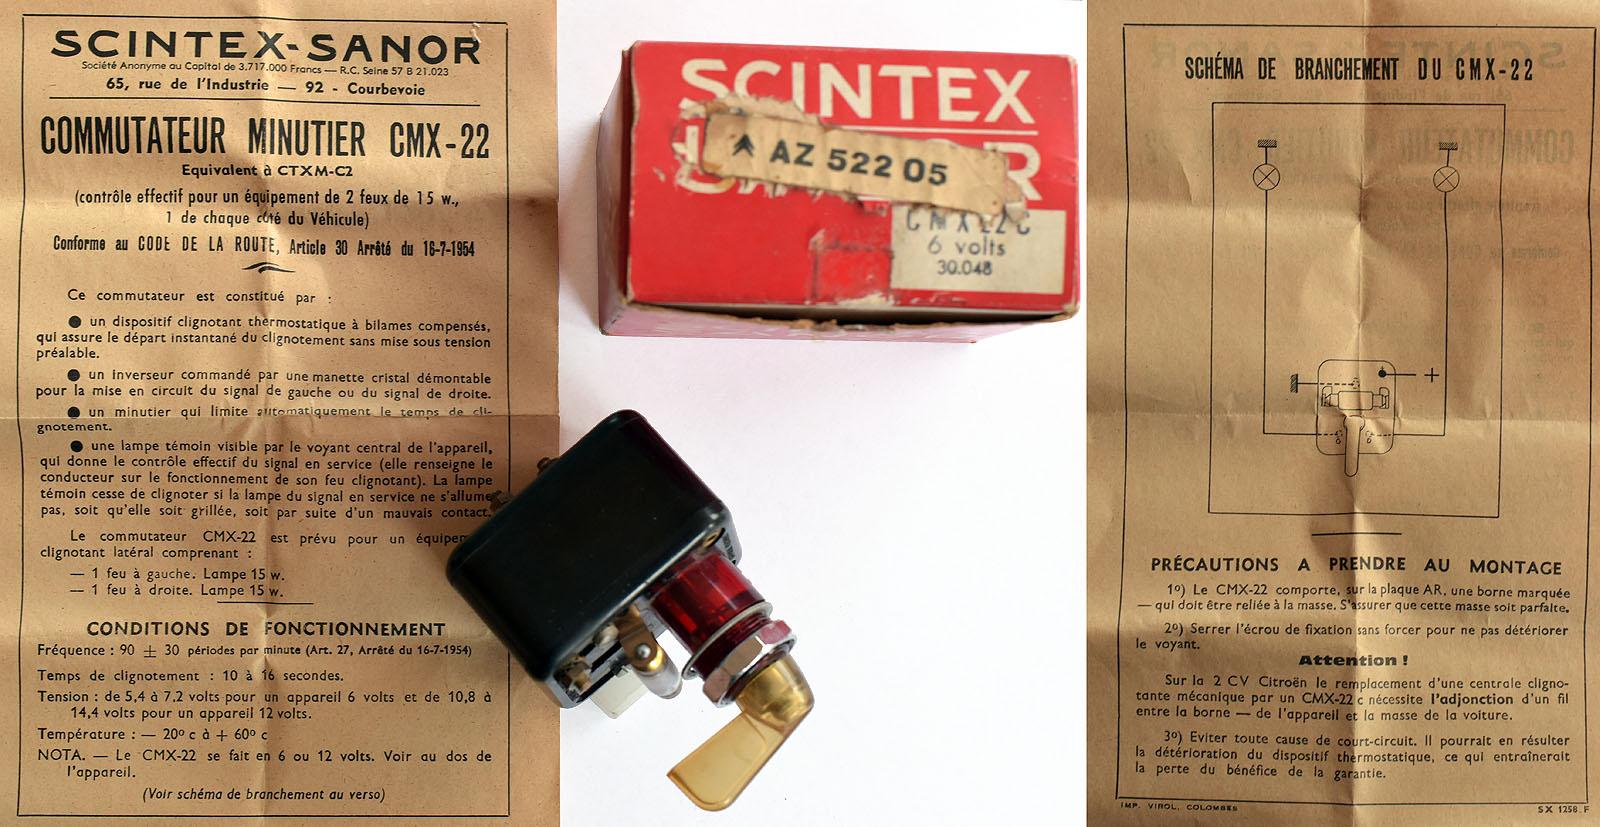 SCINTEX-SANOR
Société Anonyme au Capital de 3.717.000 Francs — R.C. Seine 57 B 21.023
65, rue de l'Industrie — 92 - Courbevoie
COMMUTATEUR MINUTIER CMX-22
Equivalent à CTXM-C2
(contrôle effectif pour un équipement de 2 feux de 15 w.,
1 de chaque côté du Véhicule)
Conforme au CODE DE LA ROUTE, Article 30 Arrêté du 16-7-1954
Ce commutateur est constitué par :
● un dispositif clignotant thermostatique à bilames compensés,
qui assure le départ instantané du clignotement sans mise sous tension
préalable.
● un inverseur commandé par une manette cristal démontable
pour la mise en circuit du signal de gauche ou du signal de droite.
● un minutier qui limite automatiquement le temps de cli-
gnotement.
● une lampe témoin visible par le voyant central de l'appareil,
qui donne le contrôle effectif du signal en service (elle renseigne le
conducteur sur le fonctionnement de son feu clignotant). La lampe
témoin cesse de clignoter si la lampe du signal en service ne s'allume
pas, soit qu'elle soit grillée, soit par suite d'un mauvais contact.
Le commutateur CMX-22 est prévu pour un équipem
clignotant latéral comprenant :
— 1 feu à gauche. Lampe 15 w.
— 1 feu à droite. Lampe 15 w.
CONDITIONS DE FONCTIONNEMENT
Fréquence : 90 ± 30 périodes par minute (Art. 27, Arrêté du 16-7-1954)
Temps de clignotement : 10 à 16 secondes.
Tension : de 5,4 à 7,2 volts pour un appareil 6 volts et de 10,8 à
14,4 volts pour un appareil 12 volts.
Température : — 20º c à + 60º c
NOTA. — Le CMX-22 se fait en 6 ou 12 volts. Voir au dos de
l'appareil.
(Voir schéma de branchement au verso)
SCINTEX
AZ 522 05
R
CMX 22 C
6 volts
30.048
SCHÉMA DE BRANCHEMENT DU CMX-22
+
PRÉCAUTIONS A PRENDRE AU MONTAGE
1º) Le CMX-22 comporte, sur la plaque AR, une borne marquée
— qui doit être reliée à la masse. S'assurer que cette masse soit parfaite.
2º) Serrer l'écrou de fixation sans forcer pour ne pas détériorer
le voyant.
Attention !
Sur la 2 CV Citroën le remplacement d'une centrale cligno-
tante mécanique par un CMX-22 c nécessite l'adjonction d'un fil
entre la borne — de l'appareil et la masse de la voiture.
3º) Eviter toute cause de court-circuit. Il pourrait en résulter
la détérioration du dispositif thermostatique, ce qui entraînerait
la perte du bénéfice de la garantie.
IMP. VIROL, COLOMBES
SX 1258 F